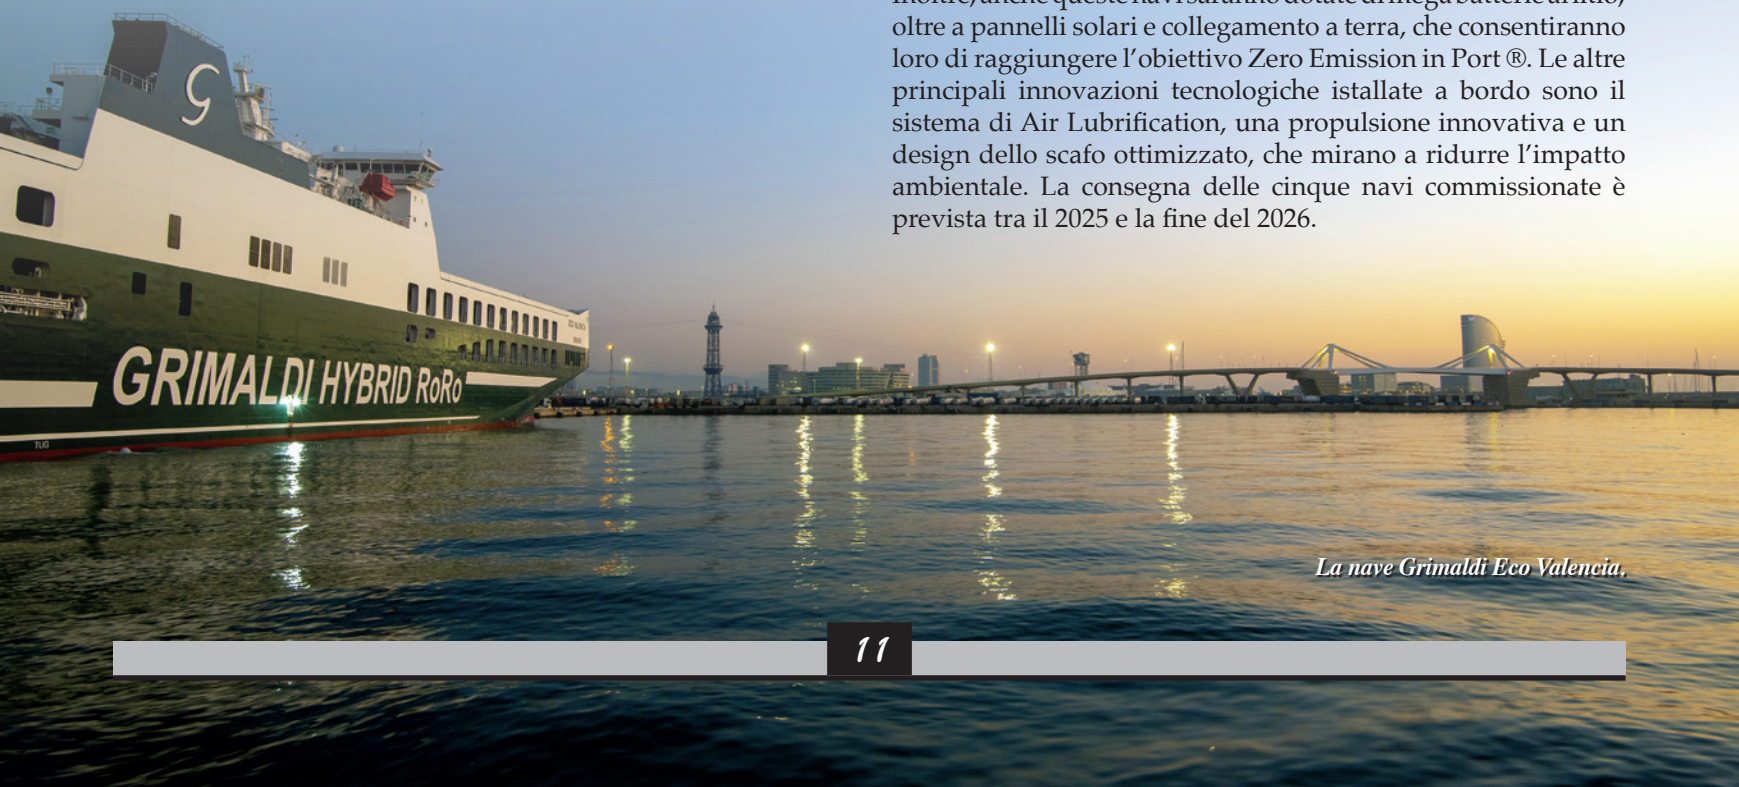 oltre a pannelli solari e collegamento a terra, che consentiranno
loro di raggiungere l’obiettivo Zero Emission in Port ®. Le altre
principali innovazioni tecnologiche istallate a bordo sono il
sistema di Air Lubrification, una propulsione innovativa e un
design dello scafo ottimizzato, che mirano a ridurre l’impatto
ambientale. La consegna delle cinque navi commissionate è
prevista tra il 2025 e la fine del 2026.
G
ECO VALENCIA
GRIMALDI HYBRID RoRo
TUG
La nave Grimaldi Eco Valencia.
11